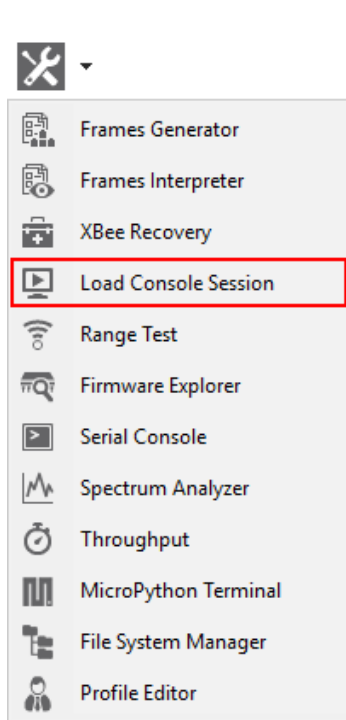 Frames Generator
Frames Interpreter
XBee Recovery
Load Console Session
Range Test
Firmware Explorer
Serial Console
Spectrum Analyzer
Throughput
MicroPython Terminal
File System Manager
Profile Editor